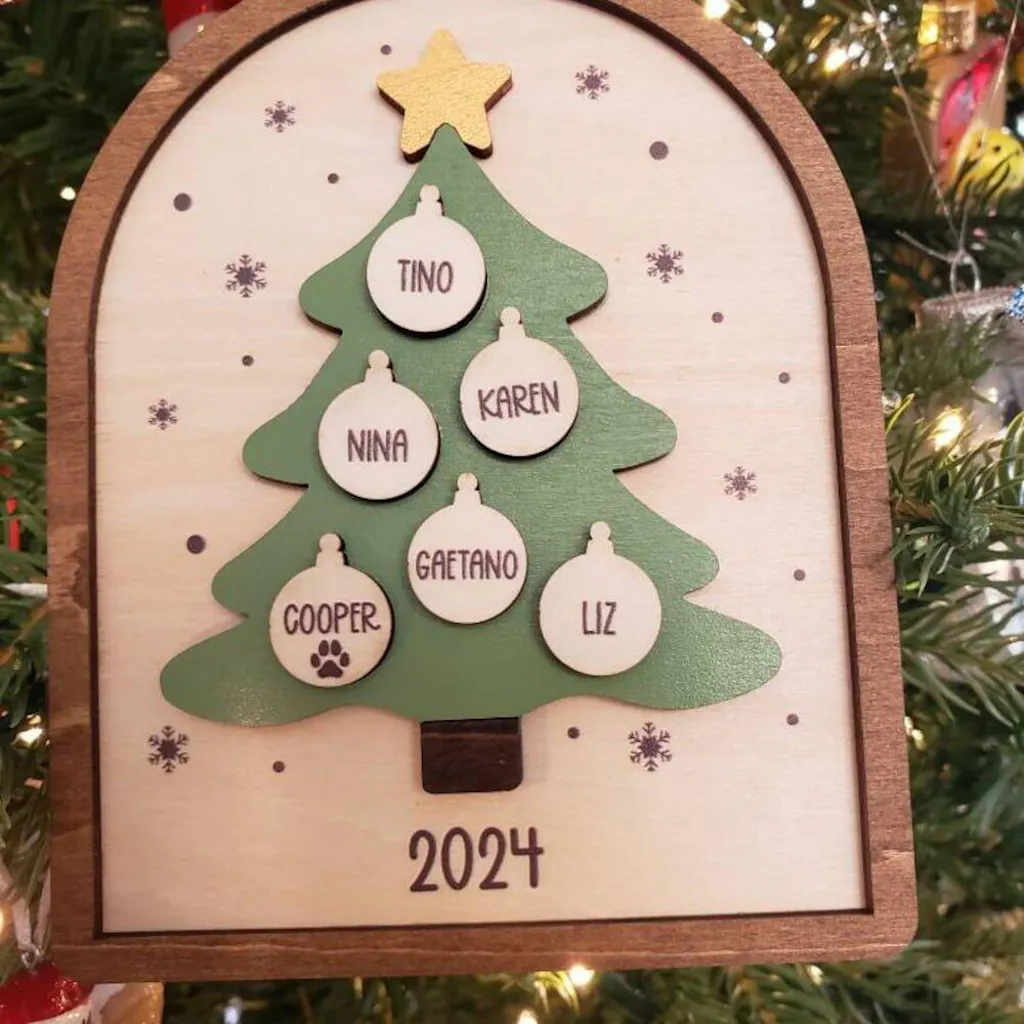 TINO
KAREN
NINA
GAETANO
COOPER
LIZ
2024